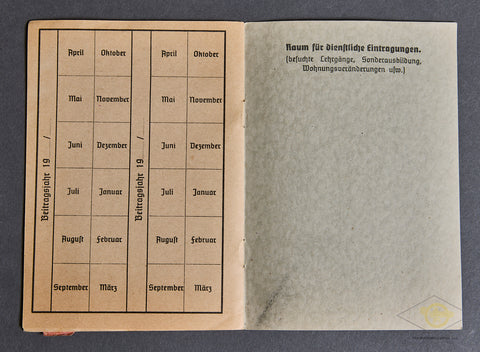 Beitragsjahr 19 /
April Oktober
Mai November
Juni Dezember
Juli Januar
August Februar
September März
Beitragsjahr 19 /
April Oktober
Mai November
Juni Dezember
Juli Januar
August Februar
September März
Raum für dienstliche Eintragungen.
(besuchte Lehrgänge, Sonderausbildung,
Wohnungsveränderungen usw.)